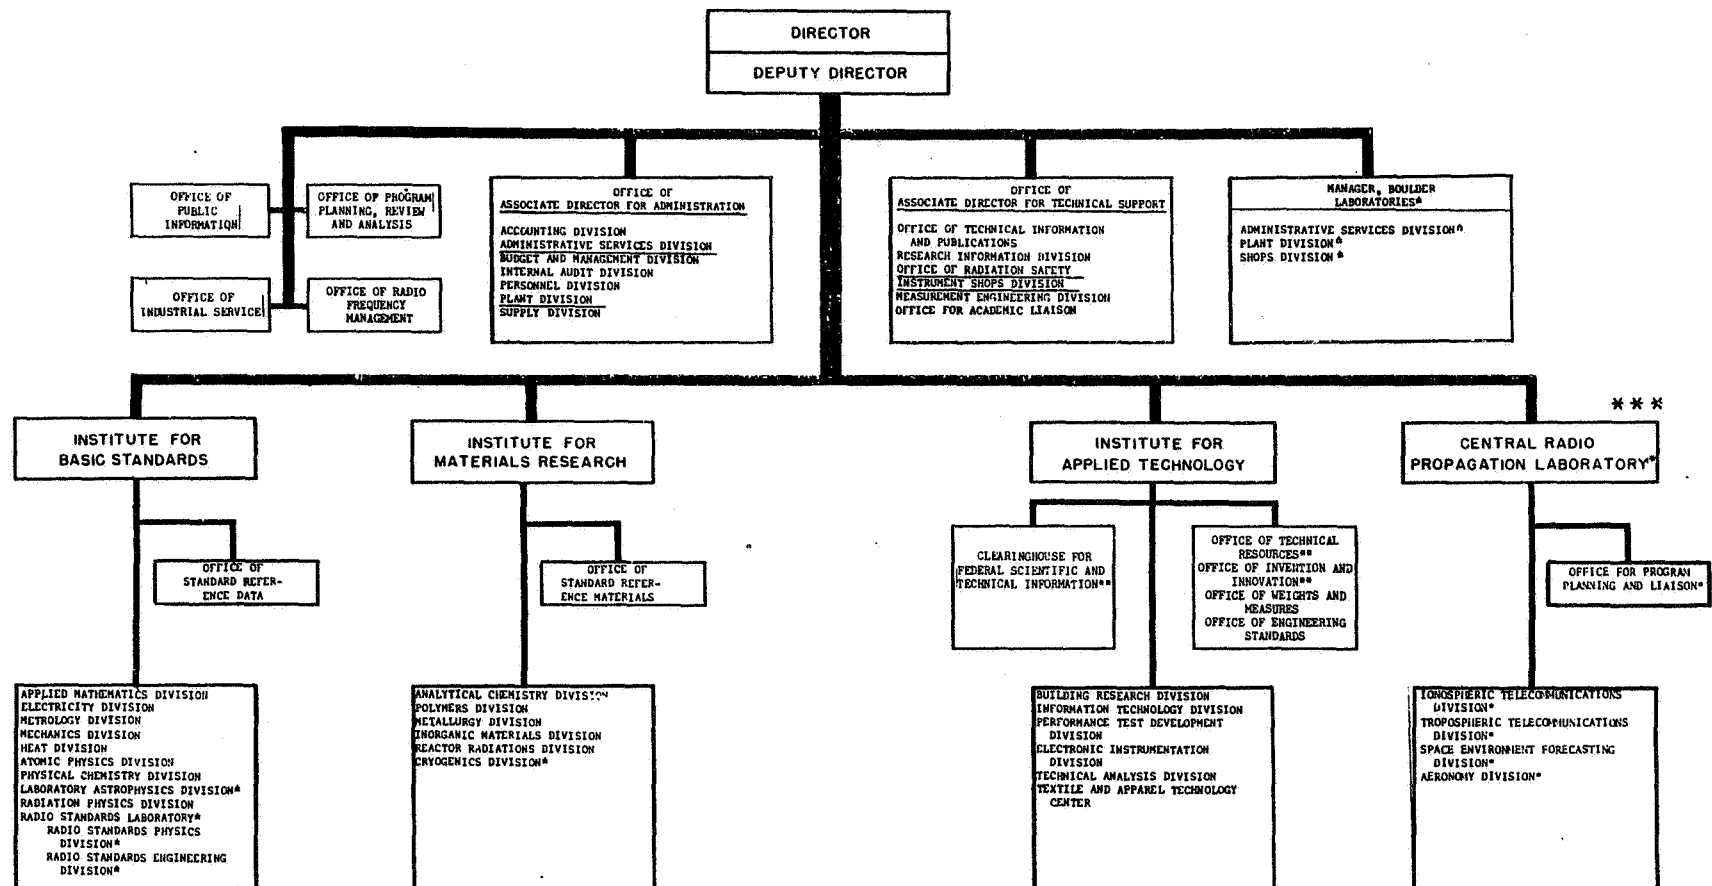 DIRECTOR
DEPUTY DIRECTOR
OFFICE OF
PUBLIC
INFORMATION
OFFICE OF PROGRAM
PLANNING, REVIEW
AND ANALYSIS
OFFICE OF
INDUSTRIAL SERVICE
OFFICE OF RADIO
FREQUENCY
MANAGEMENT
OFFICE OF
ASSOCIATE DIRECTOR FOR ADMINISTRATION
ACCOUNTING DIVISION
ADMINISTRATIVE SERVICES DIVISION
BUDGET AND MANAGEMENT DIVISION
INTERNAL AUDIT DIVISION
PERSONNEL DIVISION
PLANT DIVISION
SUPPLY DIVISION
OFFICE OF
ASSOCIATE DIRECTOR FOR TECHNICAL SUPPORT
OFFICE OF TECHNICAL INFORMATION
AND PUBLICATIONS
RESEARCH INFORMATION DIVISION
OFFICE OF RADIATION SAFETY
INSTRUMENT SHOPS DIVISION
MEASUREMENT ENGINEERING DIVISION
OFFICE FOR ACADEMIC LIAISON
MANAGER, BOULDER
LABORATORIES*
ADMINISTRATIVE SERVICES DIVISION*
PLANT DIVISION*
SHOPS DIVISION*
INSTITUTE FOR
BASIC STANDARDS
OFFICE OF
STANDARD REFER-
ENCE DATA
APPLIED MATHEMATICS DIVISION
ELECTRICITY DIVISION
METROLOGY DIVISION
MECHANICS DIVISION
HEAT DIVISION
ATOMIC PHYSICS DIVISION
PHYSICAL CHEMISTRY DIVISION
LABORATORY ASTROPHYSICS DIVISION*
RADIATION PHYSICS DIVISION
RADIO STANDARDS LABORATORY*
RADIO STANDARDS PHYSICS
DIVISION*
RADIO STANDARDS ENGINEERING
DIVISION*
INSTITUTE FOR
MATERIALS RESEARCH
OFFICE OF
STANDARD REFER-
ENCE MATERIALS
ANALYTICAL CHEMISTRY DIVISION
POLYMERS DIVISION
METALLURGY DIVISION
INORGANIC MATERIALS DIVISION
REACTOR RADIATIONS DIVISION
CRYOGENICS DIVISION*
INSTITUTE FOR
APPLIED TECHNOLOGY
CLEARINGHOUSE FOR
FEDERAL SCIENTIFIC AND
TECHNICAL INFORMATION**
OFFICE OF TECHNICAL
RESOURCES**
OFFICE OF INVENTION AND
INNOVATION**
OFFICE OF WEIGHTS AND
MEASURES
OFFICE OF ENGINEERING
STANDARDS
BUILDING RESEARCH DIVISION
INFORMATION TECHNOLOGY DIVISION
PERFORMANCE TEST DEVELOPMENT
DIVISION
ELECTRONIC INSTRUMENTATION
DIVISION
TECHNICAL ANALYSIS DIVISION
TEXTILE AND APPAREL TECHNOLOGY
CENTER
***
CENTRAL RADIO
PROPAGATION LABORATORY*
OFFICE FOR PROGRAM
PLANNING AND LIAISON*
IONOSPHERIC TELECOMMUNICATIONS
DIVISION*
TROPOSPHERIC TELECOMMUNICATIONS
DIVISION*
SPACE ENVIRONMENT FORECASTING
DIVISION*
AERONOMY DIVISION*